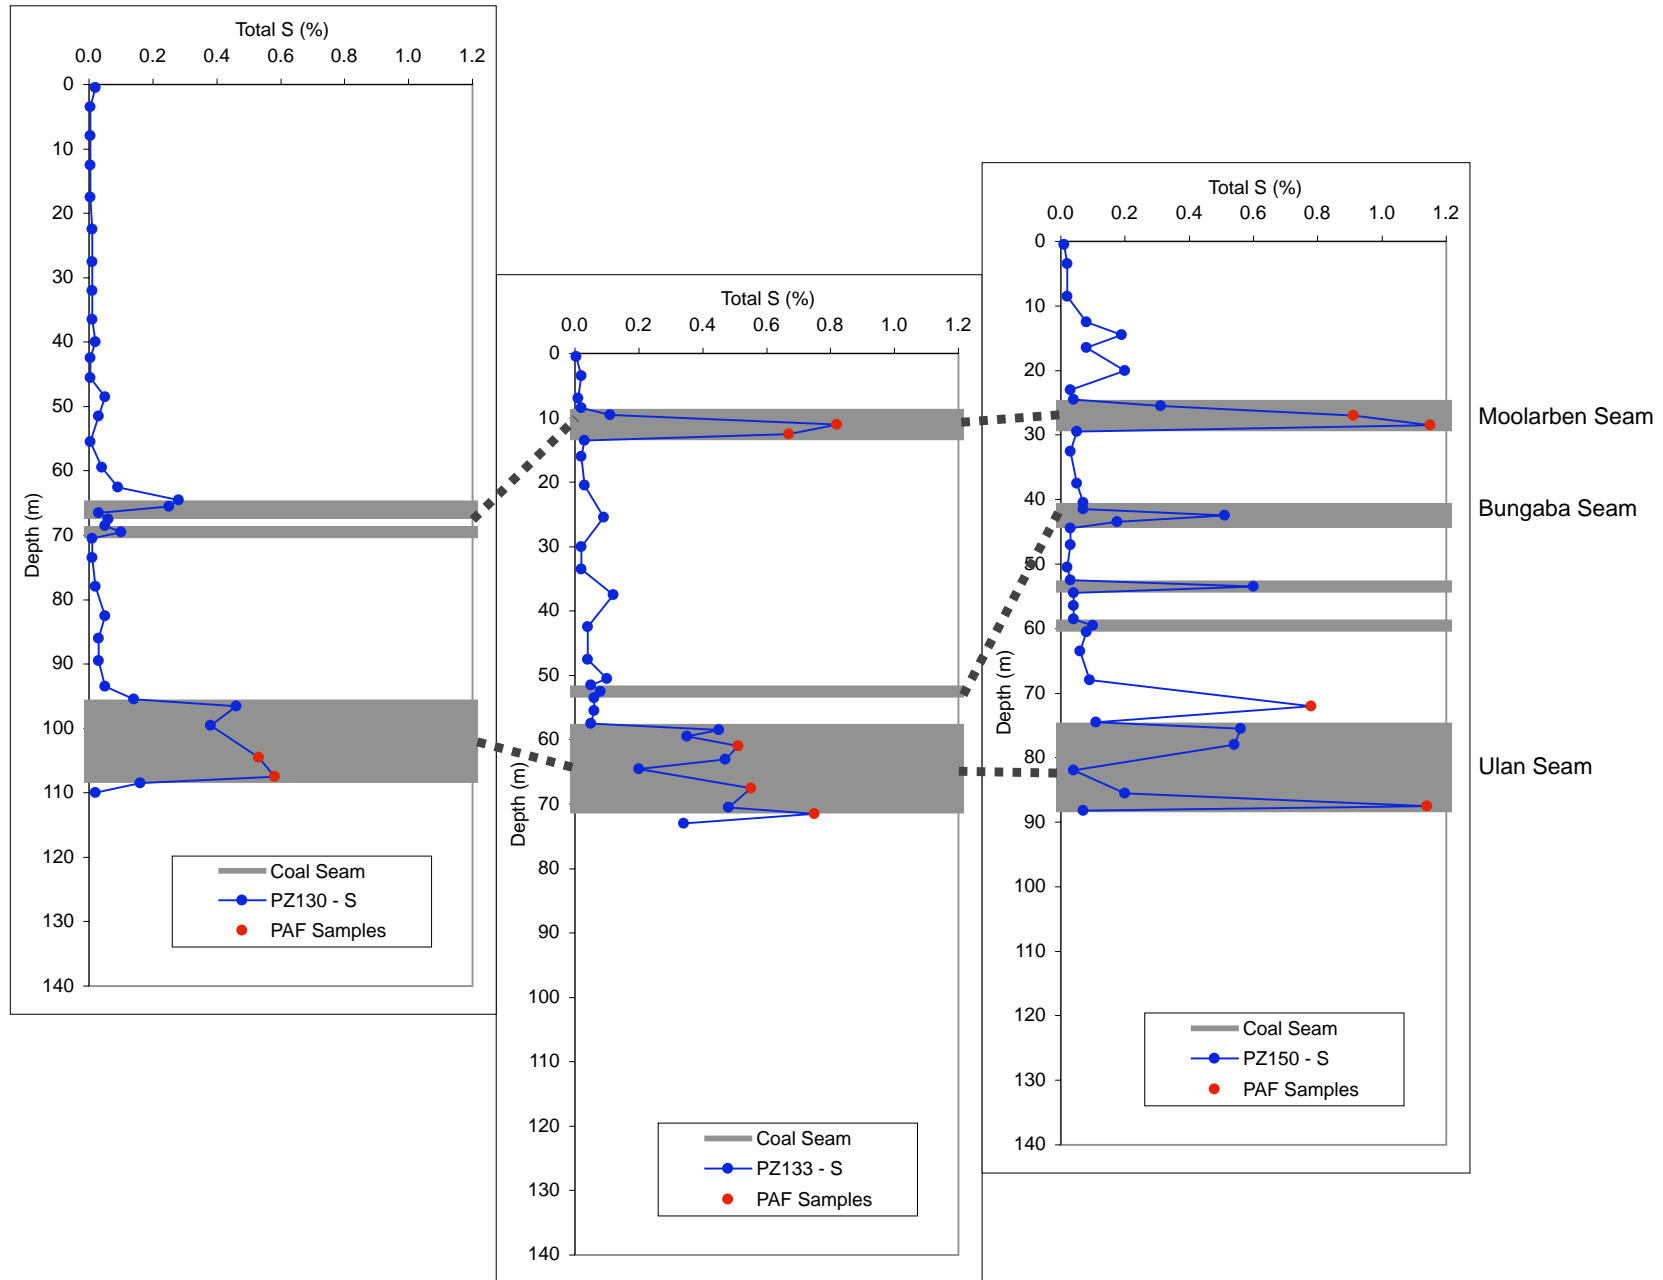 Total S (%)
0.0 0.2 0.4 0.6 0.8 1.0 1.2
0
10
20
30
40
50
60
70
80
90
100
110
120
130
140
Depth (m)
Coal Seam
PZ130 - S
PAF Samples
Total S (%)
0.0 0.2 0.4 0.6 0.8 1.0 1.2
0
10
20
30
40
50
60
70
80
90
100
110
120
130
140
Depth (m)
Coal Seam
PZ133 - S
PAF Samples
Total S (%)
0.0 0.2 0.4 0.6 0.8 1.0 1.2
0
10
20
30
40
50
60
70
80
90
100
110
120
130
140
Depth (m)
Coal Seam
PZ150 - S
PAF Samples
Moolarben Seam
Bungaba Seam
Ulan Seam